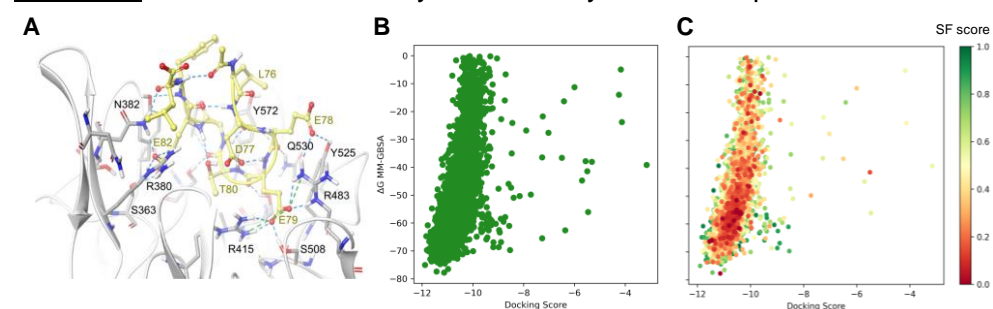 A
B
C
SF score
L76
N382
Y572
E78
E82
D77
Q530
Y525
R380
T80
R483
S363
E79
R415
S508
ΔG MM-GBSA
0
−10
−20
−30
−40
−50
−60
−70
−80
−12
−10
−8
−6
−4
Docking Score
−12
−10
−8
−6
−4
Docking Score
1.0
0.8
0.6
0.4
0.2
0.0